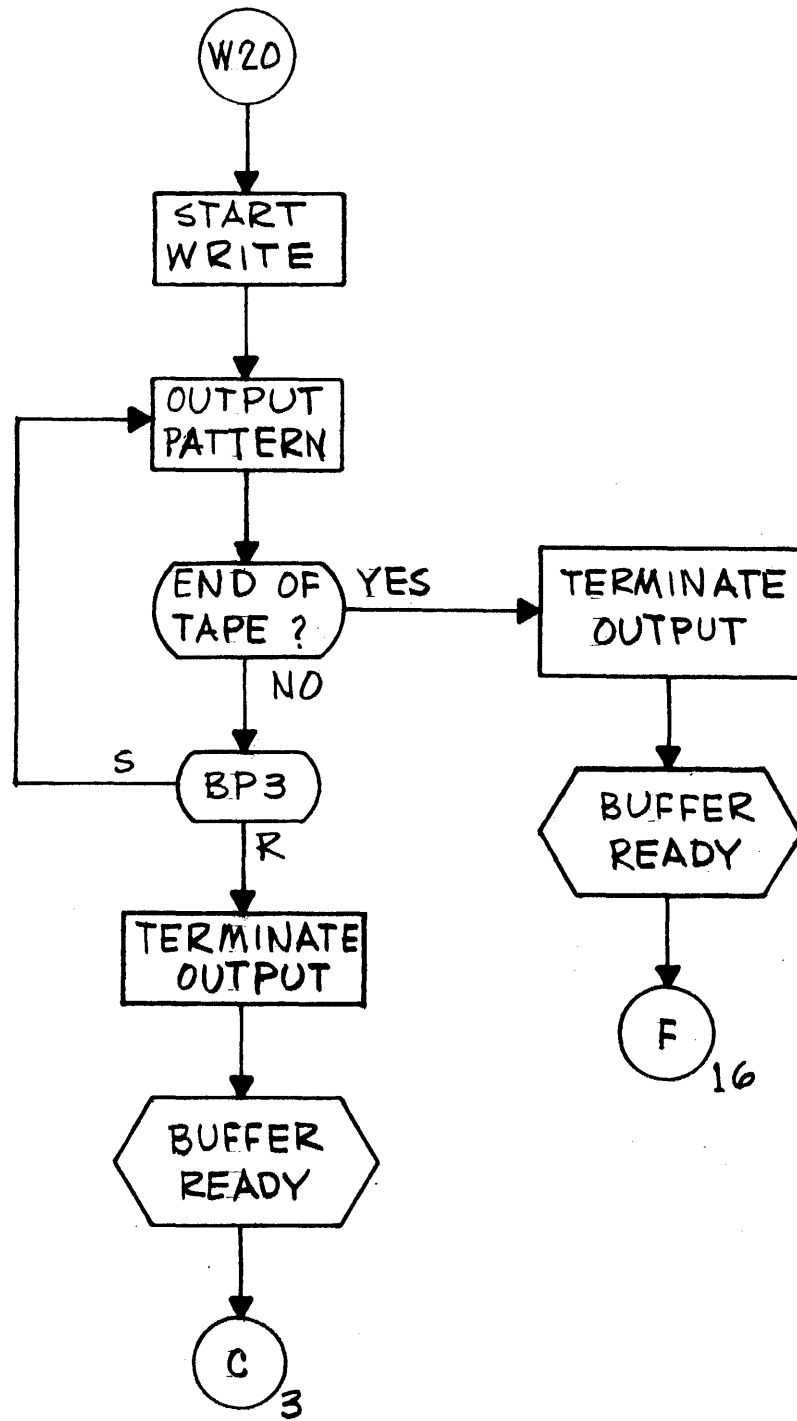 W20
START
WRITE
OUTPUT
PATTERN
END OF
TAPE ?
YES
NO
S
BP3
R
TERMINATE
OUTPUT
BUFFER
READY
C
3
TERMINATE
OUTPUT
BUFFER
READY
F
16